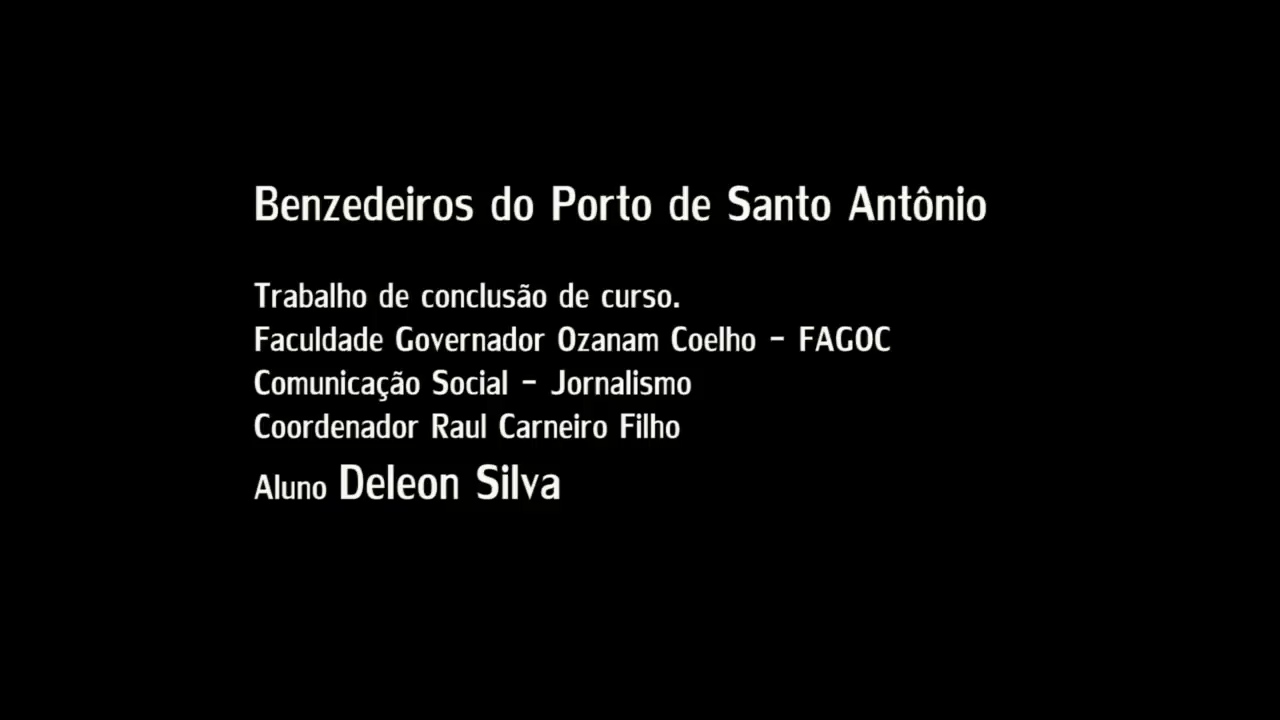 Benzedeiros do Porto de Santo Antônio
Trabalho de conclusão de curso.
Faculdade Governador Ozanam Coelho - FAGOC
Comunicação Social - Jornalismo
Coordenador Raul Carneiro Filho
Aluno Deleon Silva